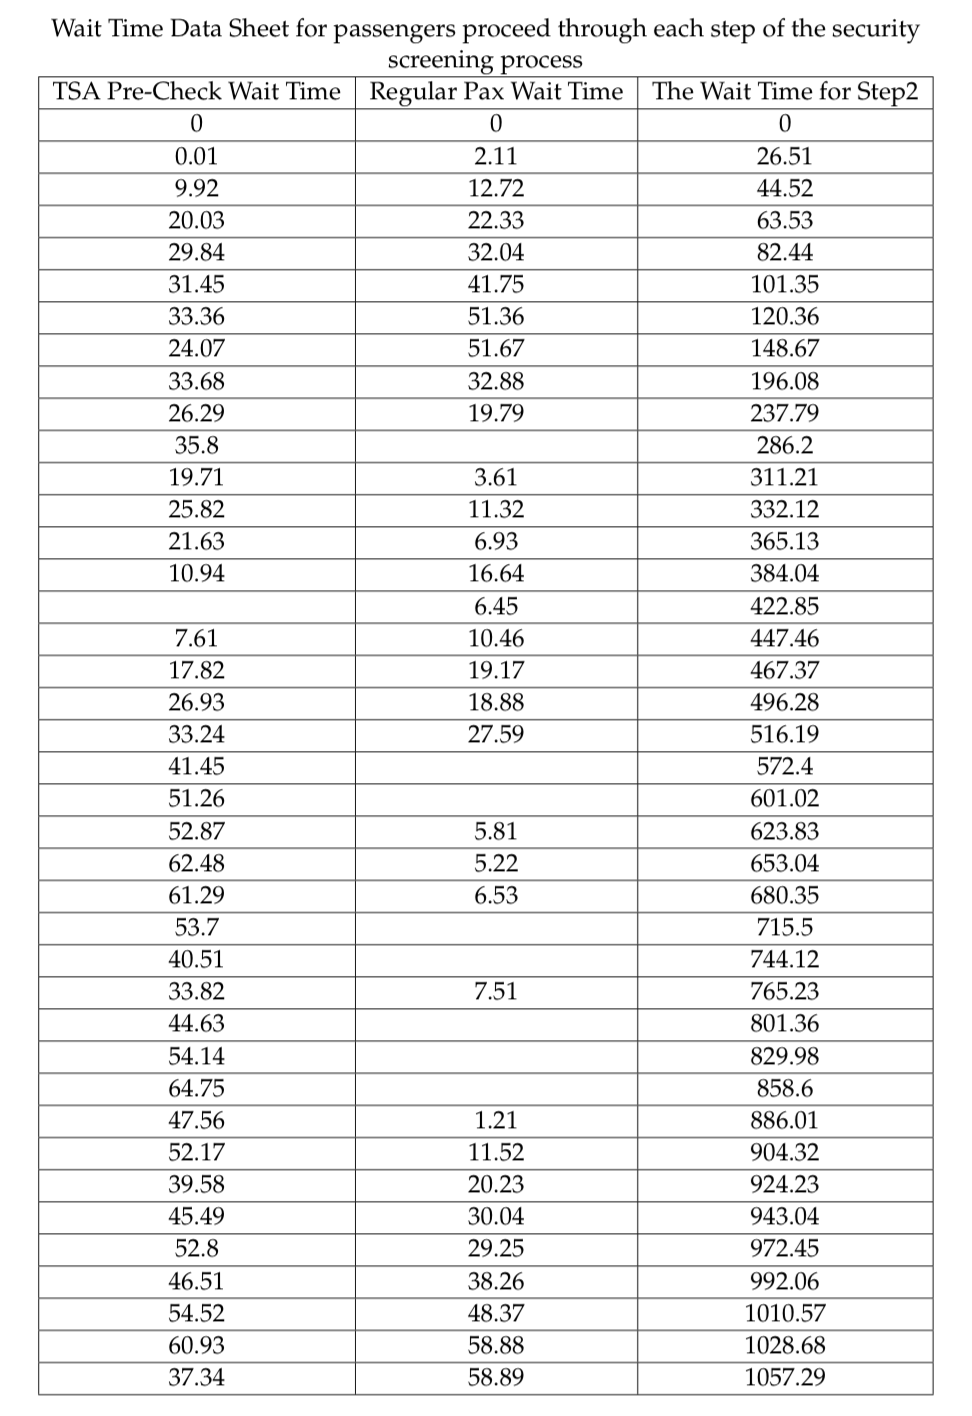 Wait Time Data Sheet for passengers proceed through each step of the security
screening process
TSA Pre-Check Wait Time Regular Pax Wait Time The Wait Time for Step2
0 0 0
0.01 2.11 26.51
9.92 12.72 44.52
20.03 22.33 63.53
29.84 32.04 82.44
31.45 41.75 101.35
33.36 51.36 120.36
24.07 51.67 148.67
33.68 32.88 196.08
26.29 19.79 237.79
35.8 286.2
19.71 3.61 311.21
25.82 11.32 332.12
21.63 6.93 365.13
10.94 16.64 384.04
6.45 422.85
7.61 10.46 447.46
17.82 19.17 467.37
26.93 18.88 496.28
33.24 27.59 516.19
41.45 572.4
51.26 601.02
52.87 5.81 623.83
62.48 5.22 653.04
61.29 6.53 680.35
53.7 715.5
40.51 744.12
33.82 7.51 765.23
44.63 801.36
54.14 829.98
64.75 858.6
47.56 1.21 886.01
52.17 11.52 904.32
39.58 20.23 924.23
45.49 30.04 943.04
52.8 29.25 972.45
46.51 38.26 992.06
54.52 48.37 1010.57
60.93 58.88 1028.68
37.34 58.89 1057.29